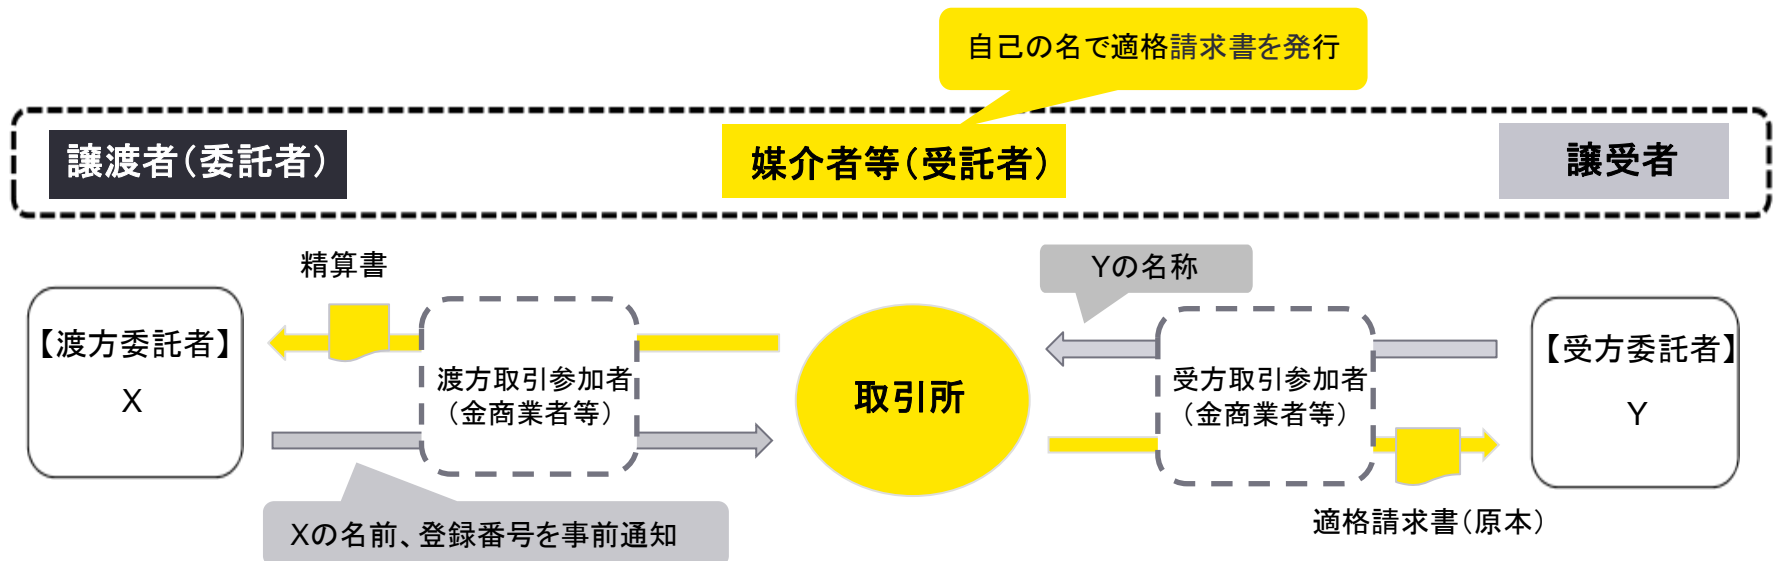 自己の名で適格請求書を発行
譲渡者（委託者）
媒介者等（受託者）
譲受者
精算書
Yの名称
【渡方委託者】
X
渡方取引参加者
（金商業者等）
取引所
受方取引参加者
（金商業者等）
【受方委託者】
Y
Xの名前、登録番号を事前通知
適格請求書（原本）